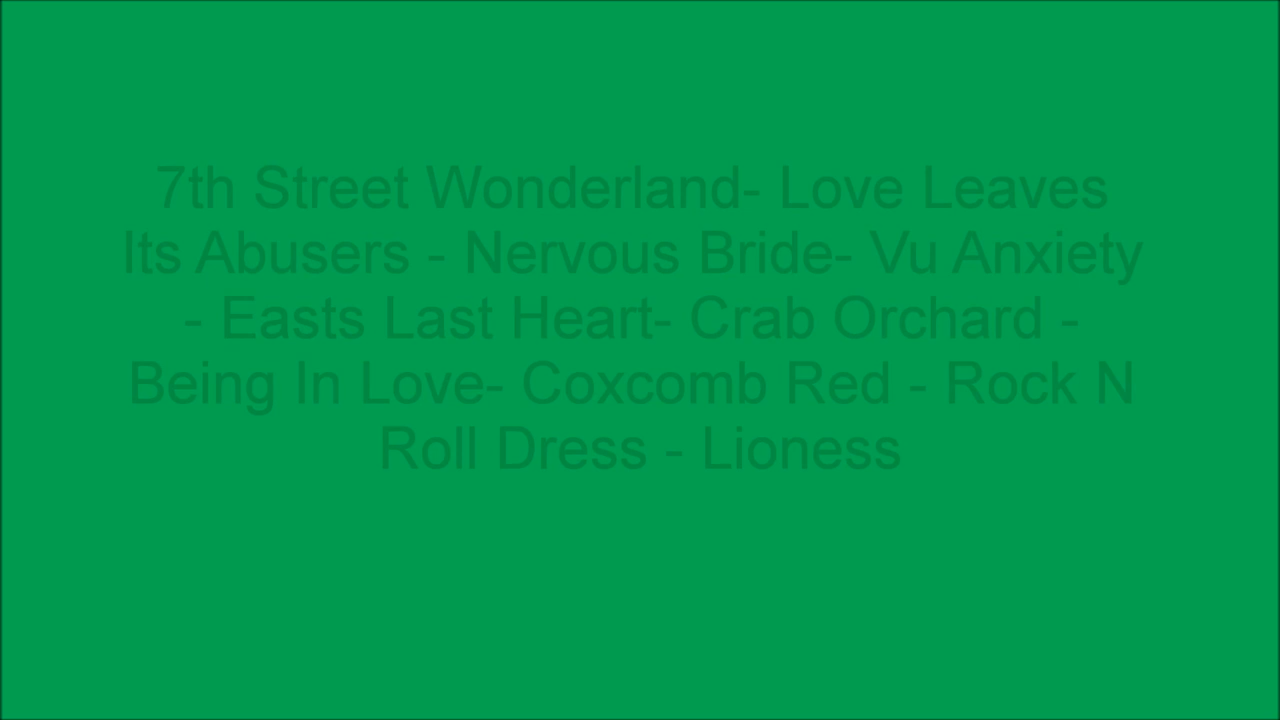 7th Street Wonderland- Love Leaves
Its Abusers - Nervous Bride- Vu Anxiety
- Easts Last Heart- Crab Orchard -
Being In Love- Coxcomb Red - Rock N
Roll Dress - Lioness